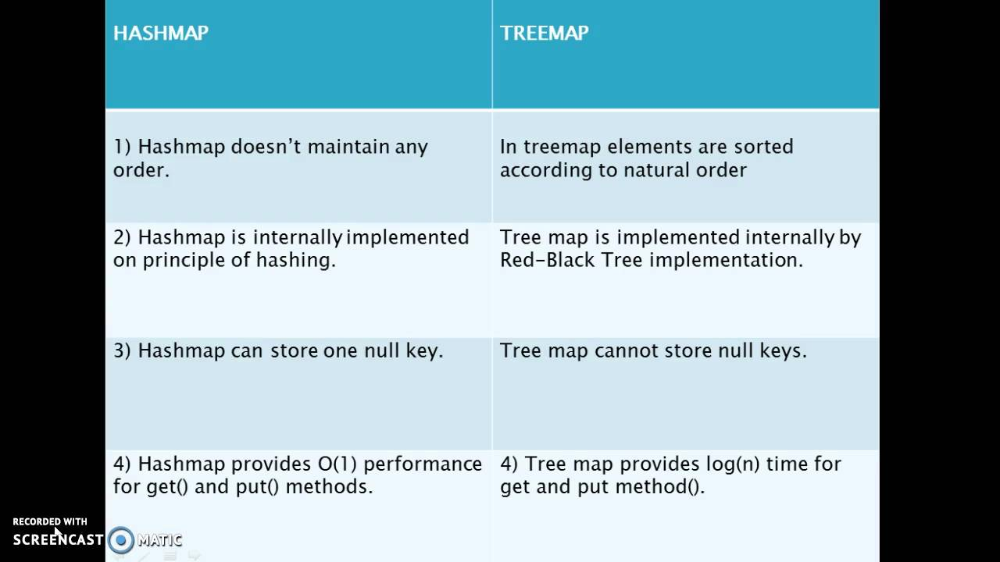 HASHMAP
TREEMAP
1) Hashmap doesn’t maintain any
order.
In treemap elements are sorted
according to natural order
2) Hashmap is internally implemented
on principle of hashing.
Tree map is implemented internally by
Red-Black Tree implementation.
3) Hashmap can store one null key.
Tree map cannot store null keys.
4) Hashmap provides O(1) performance
for get() and put() methods.
4) Tree map provides log(n) time for
get and put method().
RECORDED WITH
SCREENCAST MATIC